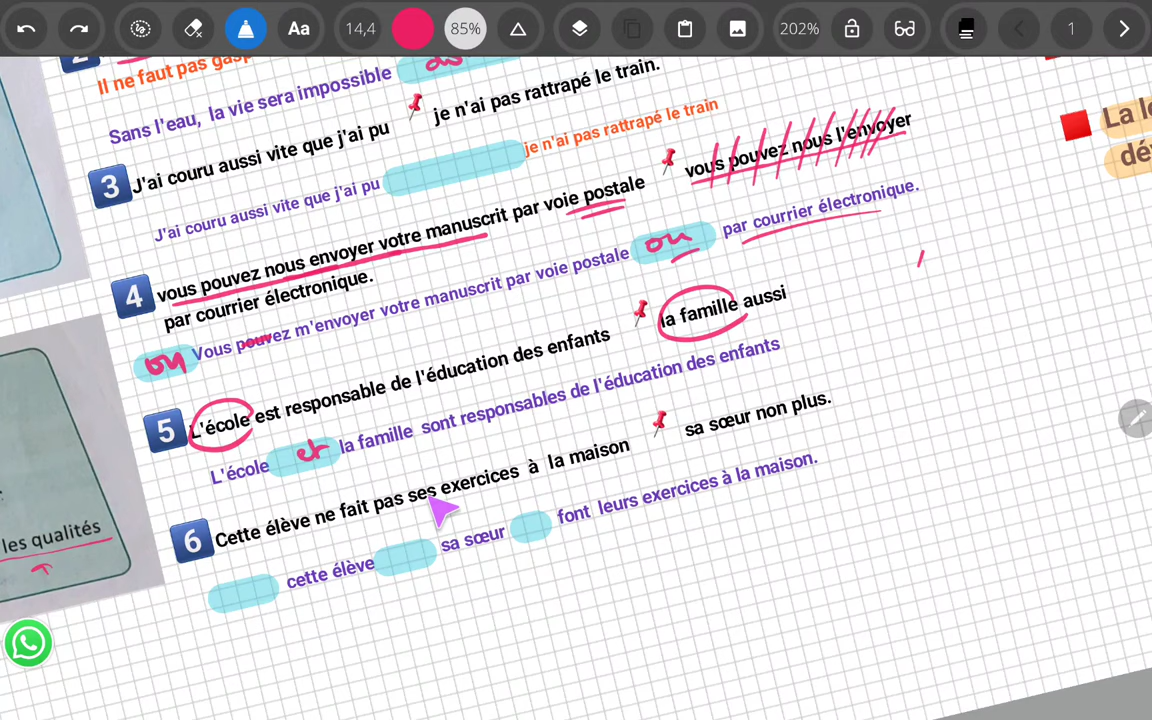 14,4
85%
Aa
202%
1
2
Il ne faut pas gasp
Sans l'eau, la vie sera impossible
3 J'ai couru aussi vite que j'ai pu je n'ai pas rattrapé le train.
J'ai couru aussi vite que j'ai pu je n'ai pas rattrapé le train
4 vous pouvez nous envoyer votre manuscrit par voie postale vous pouvez nous l'envoyer
par courrier électronique.
ou Vous pouvez m'envoyer votre manuscrit par voie postale ou par courrier électronique.
5 L'école est responsable de l'éducation des enfants la famille aussi
L'école et la famille sont responsables de l'éducation des enfants
6 Cette élève ne fait pas ses exercices à la maison sa sœur non plus.
cette élève sa sœur font leurs exercices à la maison.
les qualités
La
dé